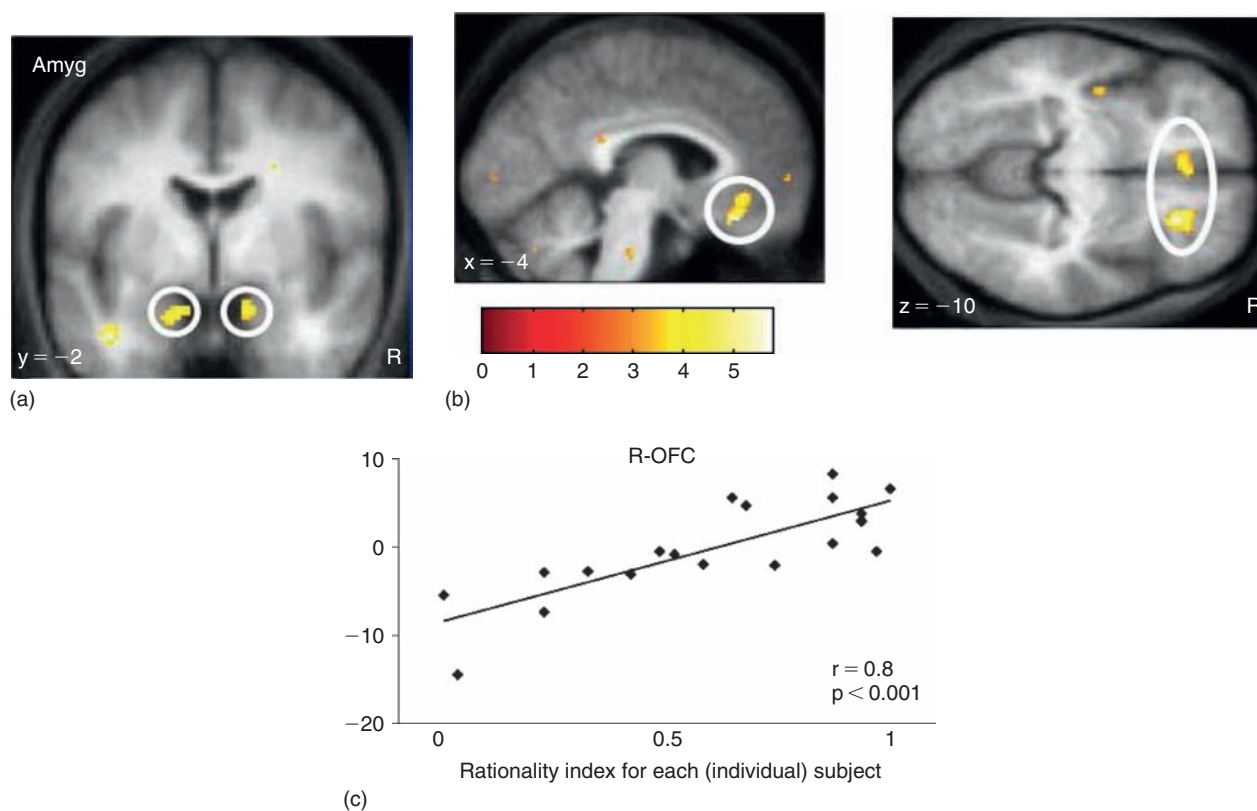 Amyg
y = −2
R
(a)
x = −4
0 1 2 3 4 5
(b)
z = −10
R
R-OFC
10
0
−10
−20
r = 0.8
p < 0.001
0 0.5 1
Rationality index for each (individual) subject
(c)